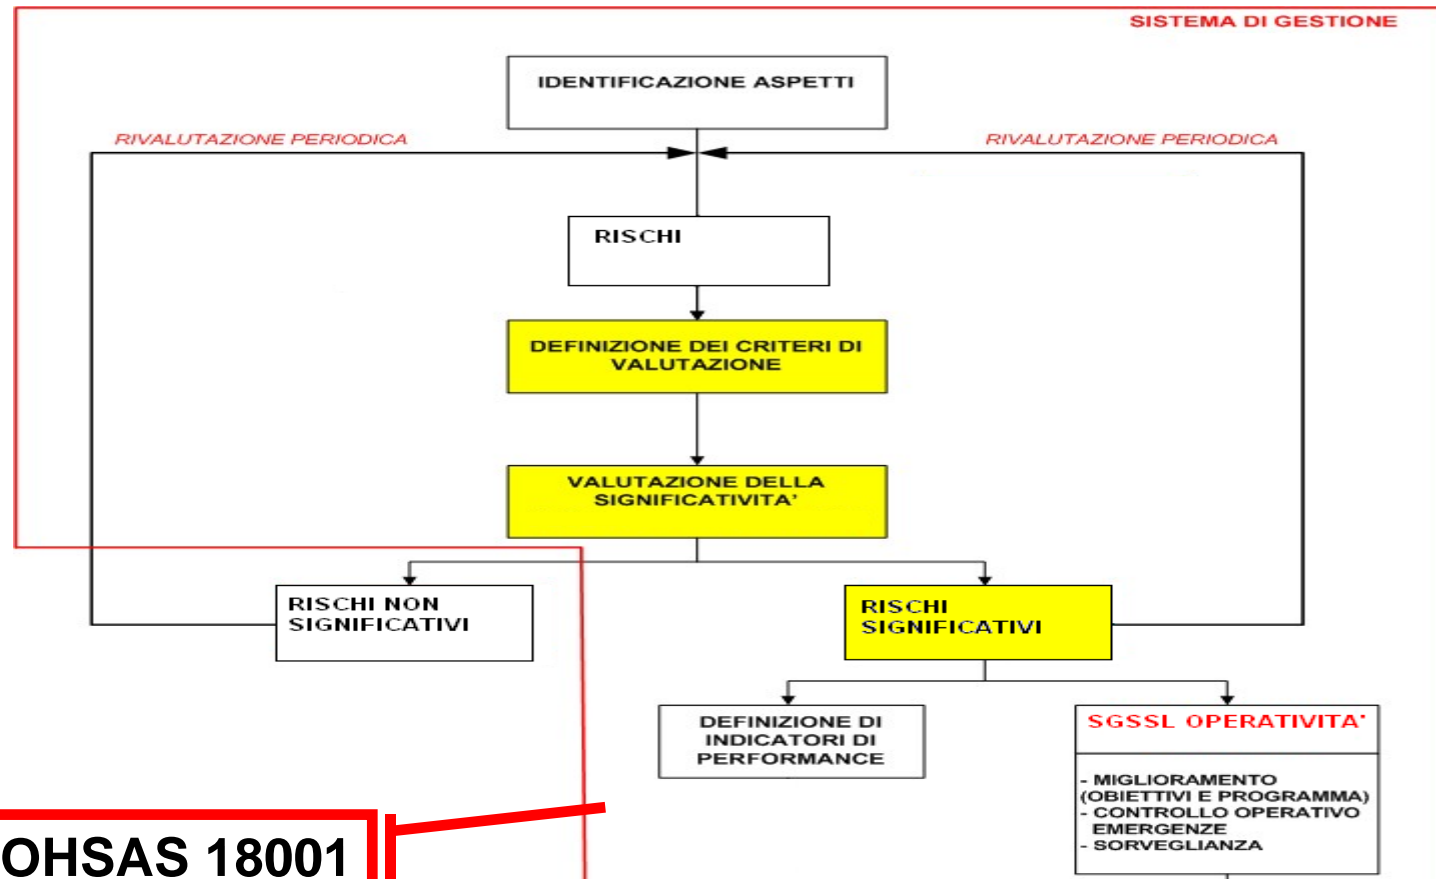 SISTEMA DI GESTIONE
IDENTIFICAZIONE ASPETTI
RIVALUTAZIONE PERIODICA
RIVALUTAZIONE PERIODICA
RISCHI
DEFINIZIONE DEI CRITERI DI
VALUTAZIONE
VALUTAZIONE DELLA
SIGNIFICATIVITA'
RISCHI NON
SIGNIFICATIVI
RISCHI
SIGNIFICATIVI
DEFINIZIONE DI
INDICATORI DI
PERFORMANCE
SGSSL OPERATIVITA'
- MIGLIORAMENTO
(OBIETTIVI E PROGRAMMA)
- CONTROLLO OPERATIVO
EMERGENZE
- SORVEGLIANZA
OHSAS 18001